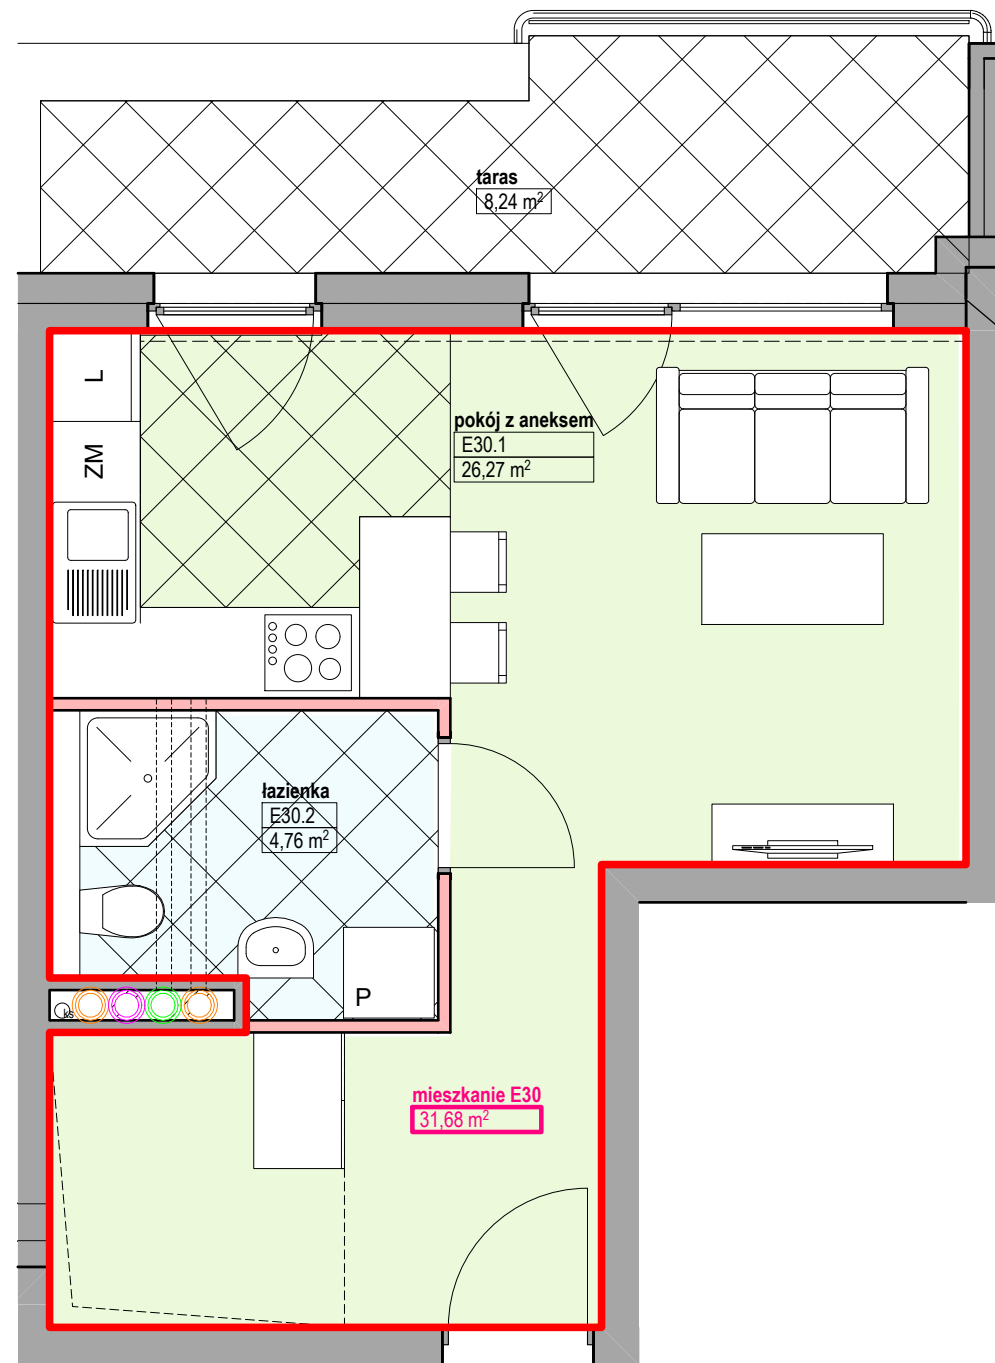 taras
8,24 m²
L
ZM
pokój z aneksem
E30.1
26,27 m²
łazienka
E30.2
4,76 m²
P
ks
mieszkanie E30
31,68 m²